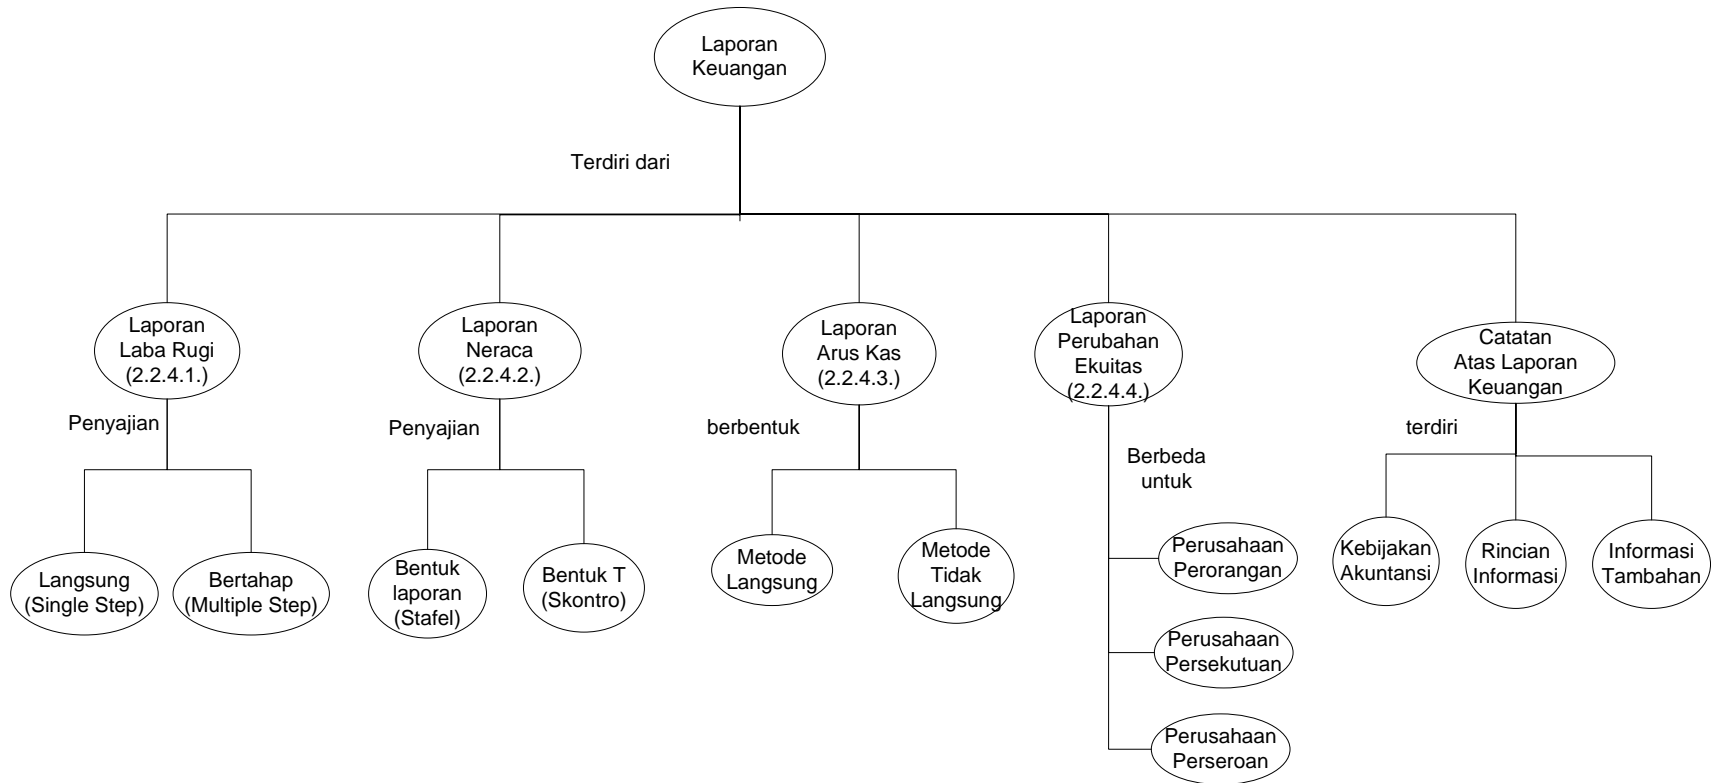 Laporan
Keuangan
Terdiri dari
Laporan
Laba Rugi
(2.2.4.1.)
Laporan
Neraca
(2.2.4.2.)
Laporan
Arus Kas
(2.2.4.3.)
Laporan
Perubahan
Ekuitas
(2.2.4.4.)
Catatan
Atas Laporan
Keuangan
Penyajian
Penyajian
berbentuk
Berbeda
untuk
terdiri
Langsung
(Single Step)
Bertahap
(Multiple Step)
Bentuk
laporan
(Stafel)
Bentuk T
(Skontro)
Metode
Langsung
Metode
Tidak
Langsung
Perusahaan
Perorangan
Perusahaan
Persekutuan
Perusahaan
Perseroan
Kebijakan
Akuntansi
Rincian
Informasi
Informasi
Tambahan